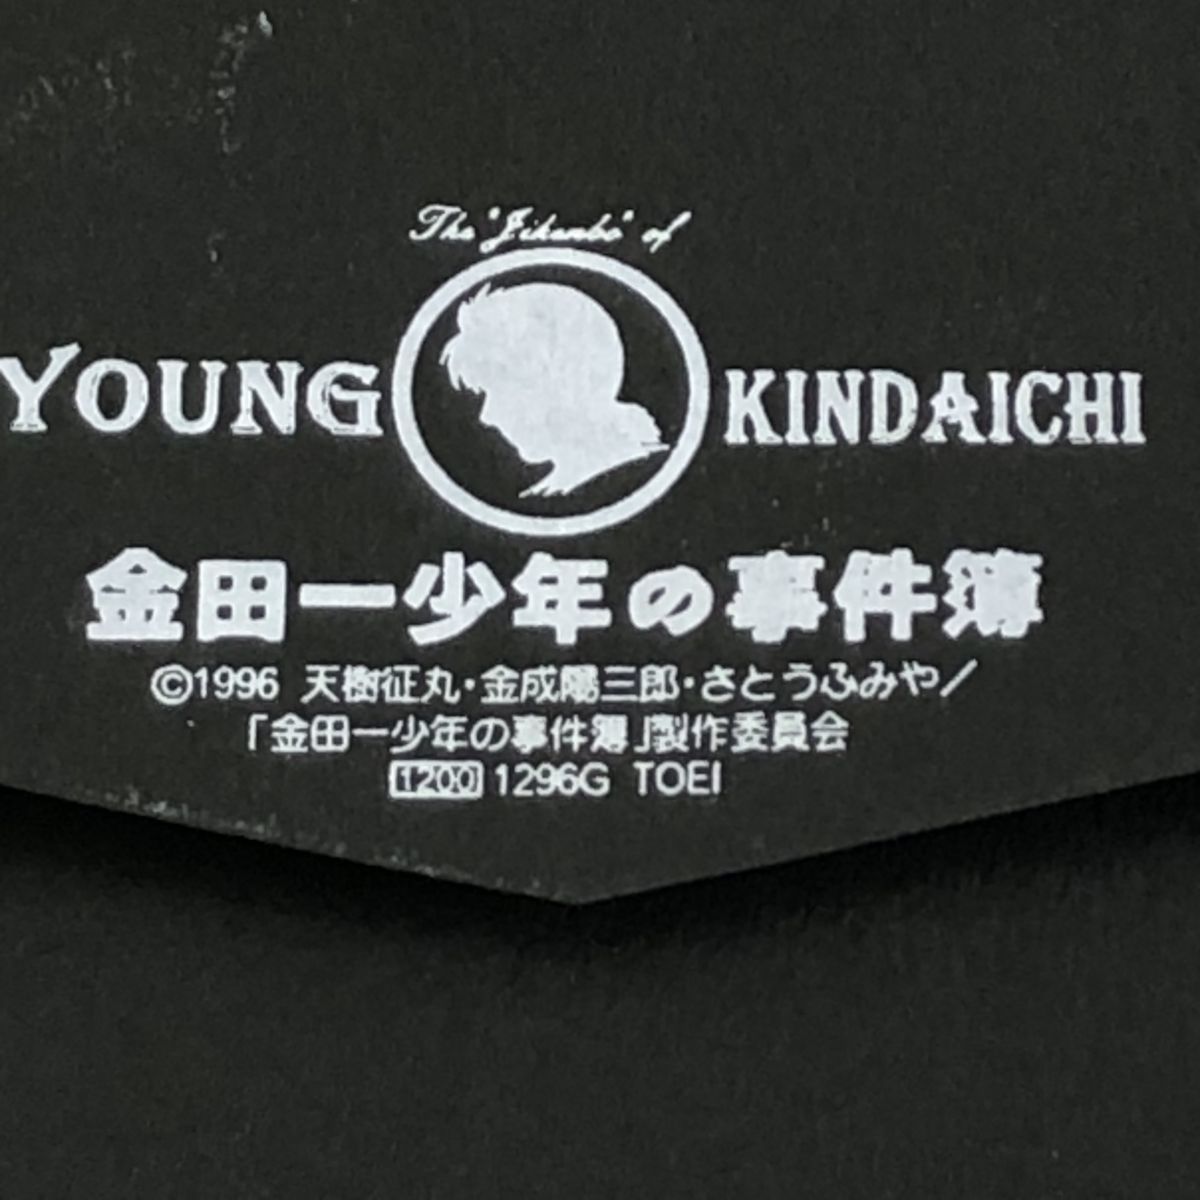 The "Jikenbo" of
YOUNG KINDAICHI
金田一少年の事件簿
©1996 天樹征丸・金成陽三郎・さとうふみや／
「金田一少年の事件簿」製作委員会
1200 1296G TOEI